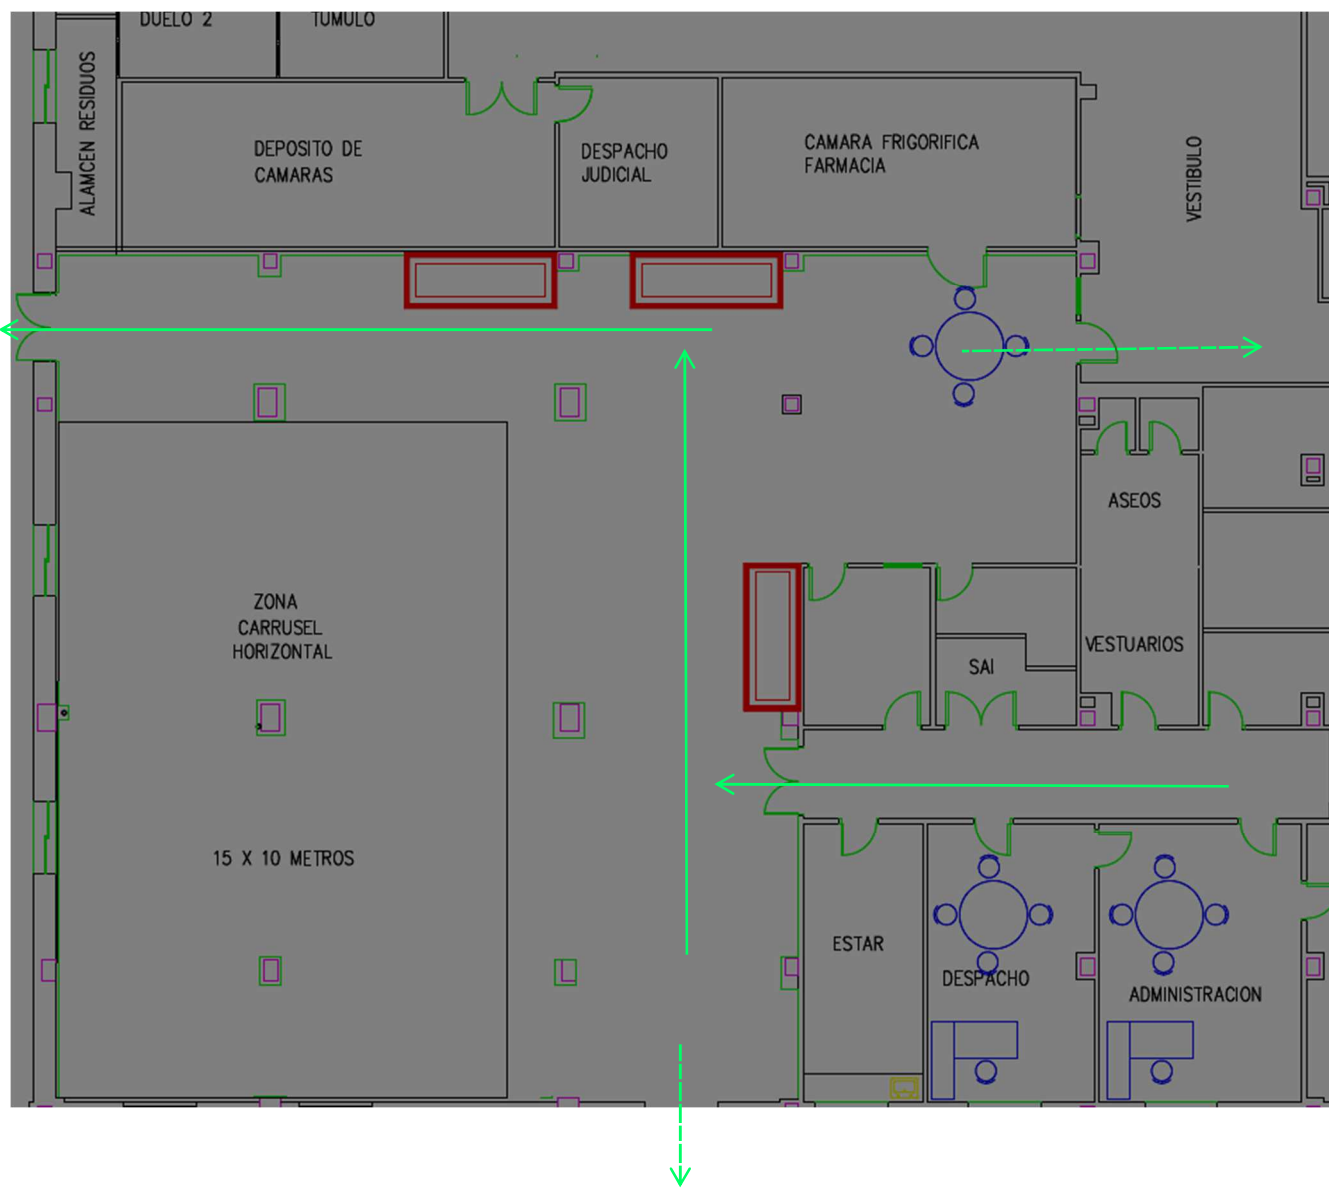 DUELO 2
TUMULO
ALAMCEN RESIDUOS
DEPOSITO DE
CAMARAS
DESPACHO
JUDICIAL
CAMARA FRIGORIFICA
FARMACIA
VESTIBULO
ASEOS
ZONA
CARRUSEL
HORIZONTAL
VESTUARIOS
SAI
15 X 10 METROS
ESTAR
DESPACHO
ADMINISTRACION